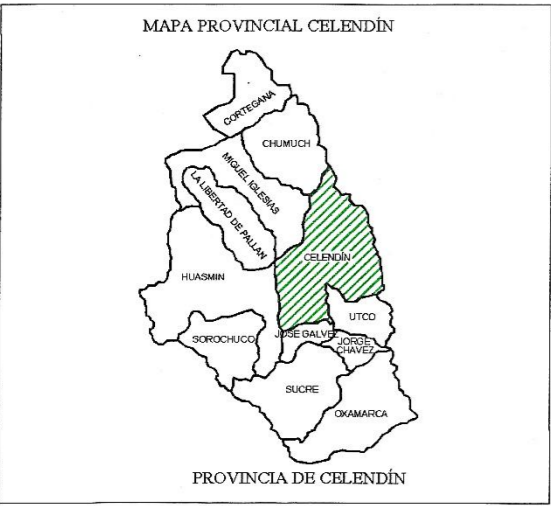 MAPA PROVINCIAL CELENDÍN
CORTEGANA
CHUMUCH
MIGUEL IGLESIAS
LA LIBERTAD DE PALLAN
CELENDÍN
HUASMIN
UTCO
SOROCHUCO
JOSE GALVEZ
JORGE
CHAVEZ
SUCRE
OXAMARCA
PROVINCIA DE CELENDÍN